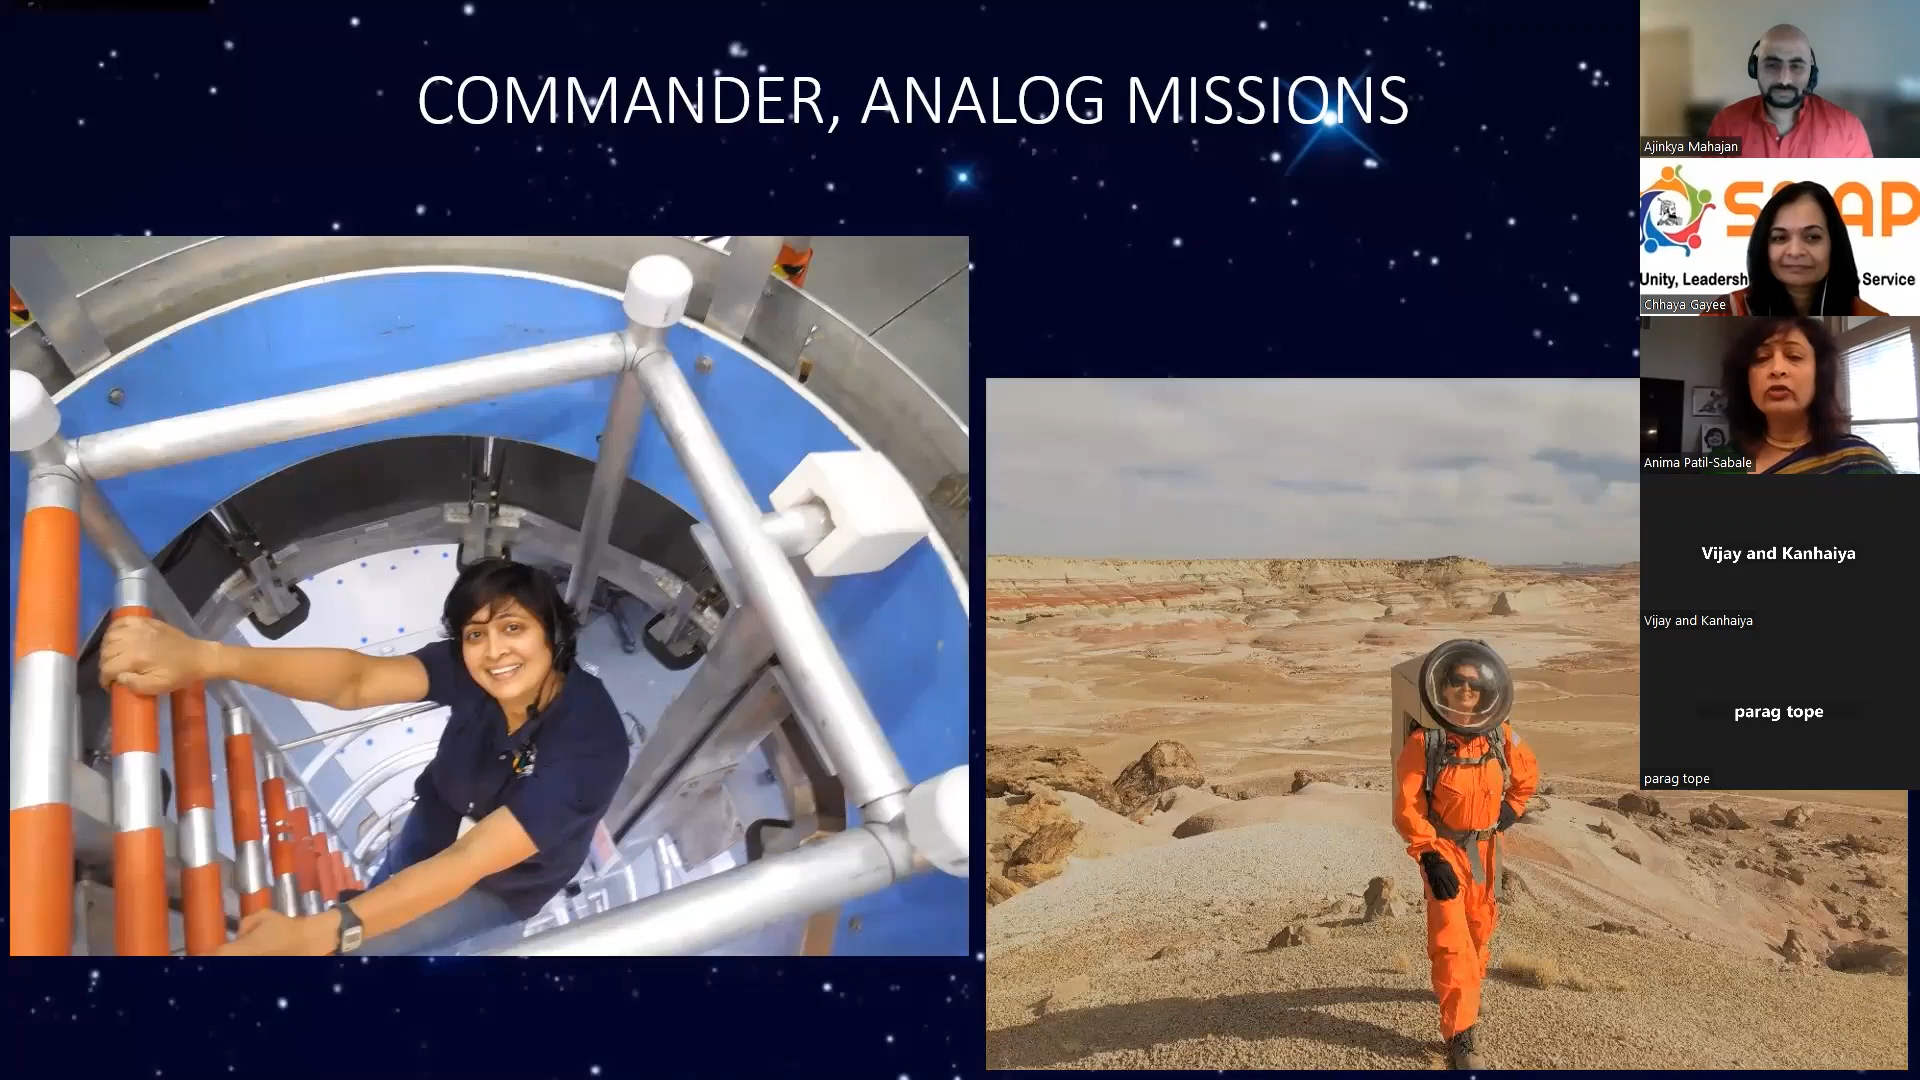 COMMANDER, ANALOG MISSIONS
Ajinkya Mahajan
Unity, Leadersh
Service
Chhaya Gayee
Anima Patil-Sabale
Vijay and Kanhaiya
Vijay and Kanhaiya
parag tope
parag tope